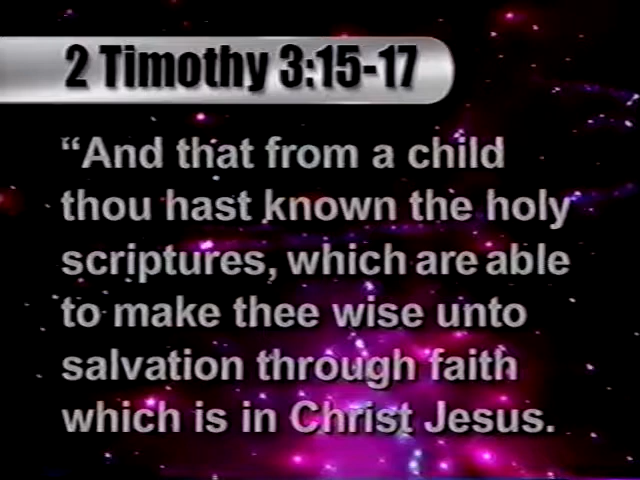 2 Timothy 3:15-17
“And that from a child
thou hast known the holy
scriptures, which are able
to make thee wise unto
salvation through faith
which is in Christ Jesus.